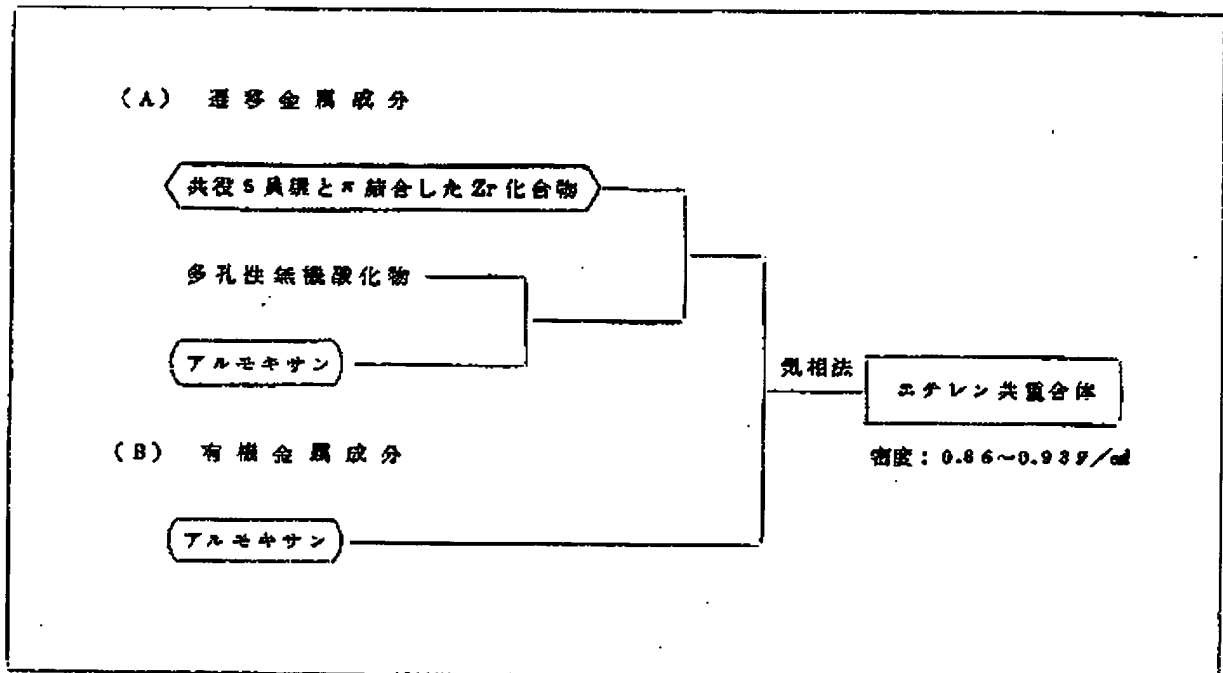 (A) 遷移金属成分
共役5員環とπ結合したZr化合物
多孔性無機酸化物
アルモキサン
気相法
エチレン共重合体
(B) 有機金属成分
密度：0.86～0.93g/cm³
アルモキサン